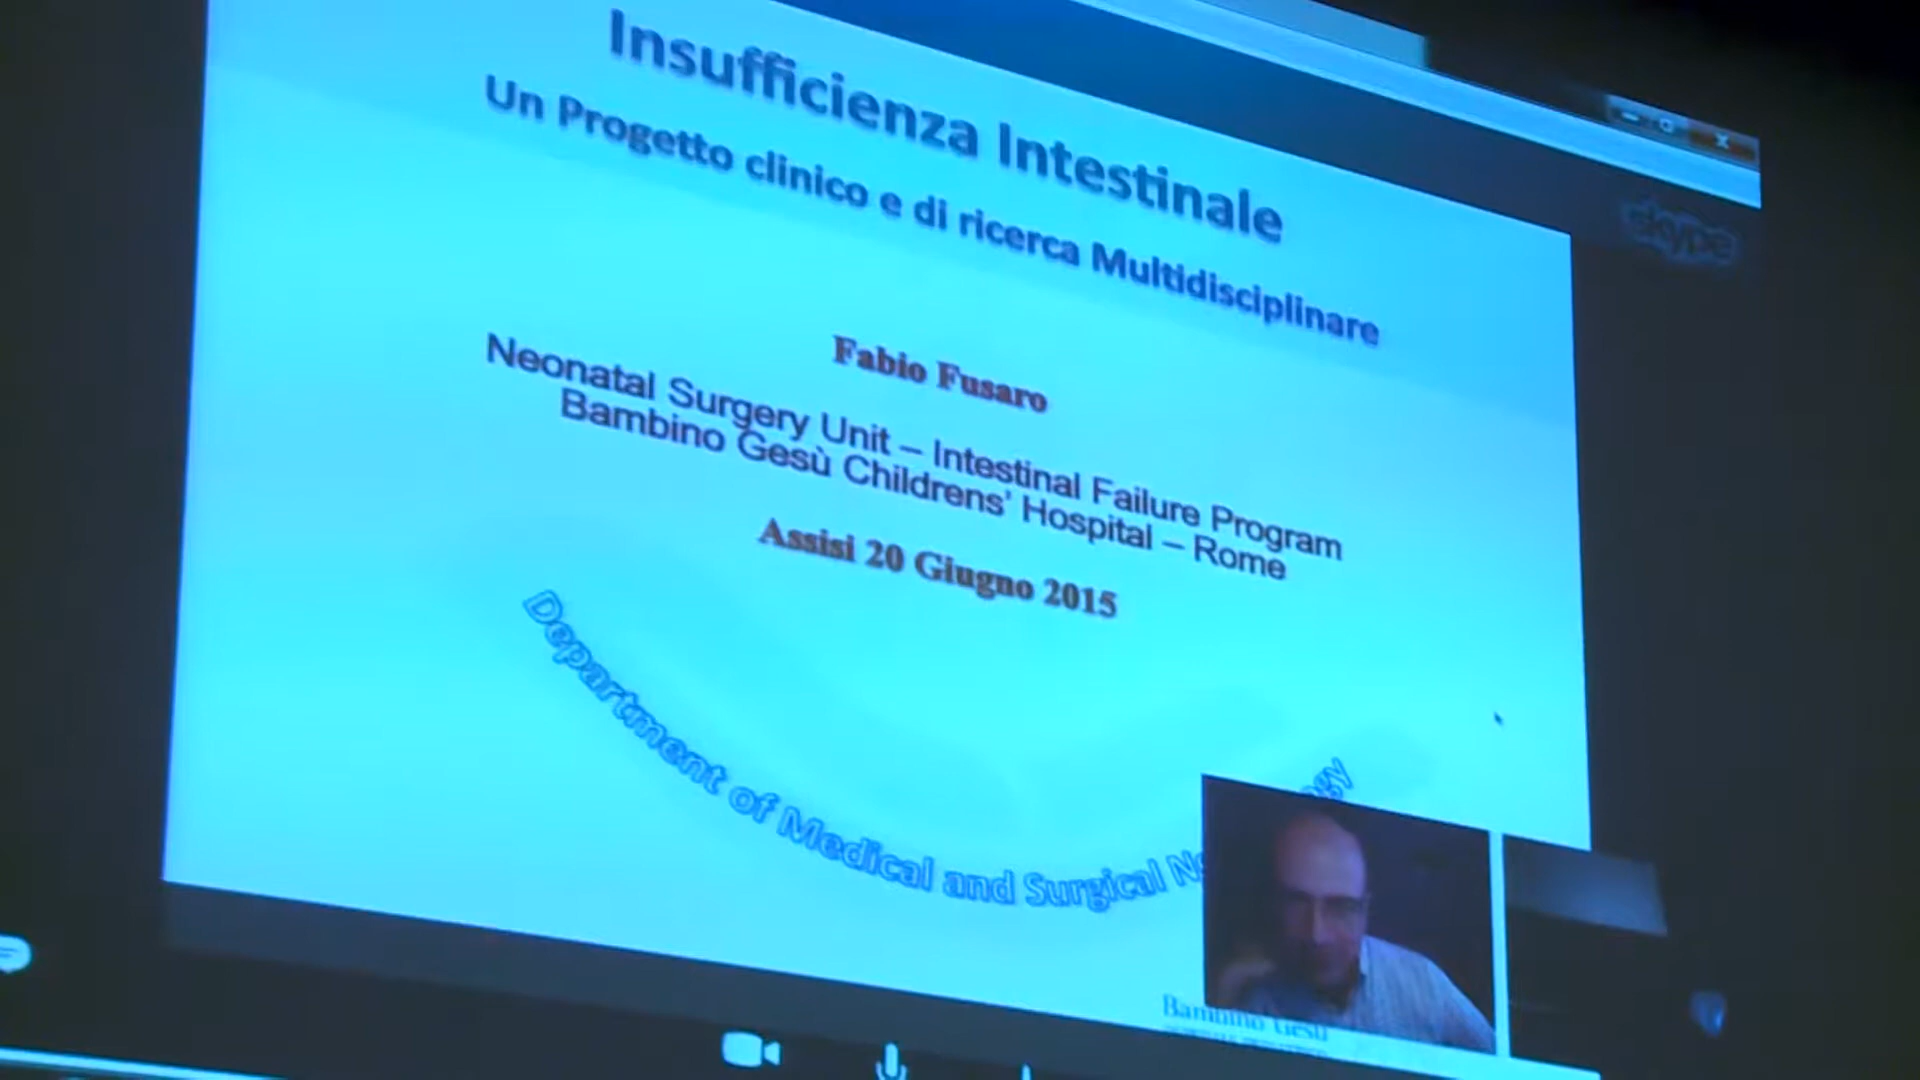 Insufficienza Intestinale
Un Progetto clinico e di ricerca Multidisciplinare
skype
Fabio Fusaro
Neonatal Surgery Unit – Intestinal Failure Program
Bambino Gesù Childrens' Hospital – Rome
Assisi 20 Giugno 2015
Department of Medical and Surgical
Bambino Gesù